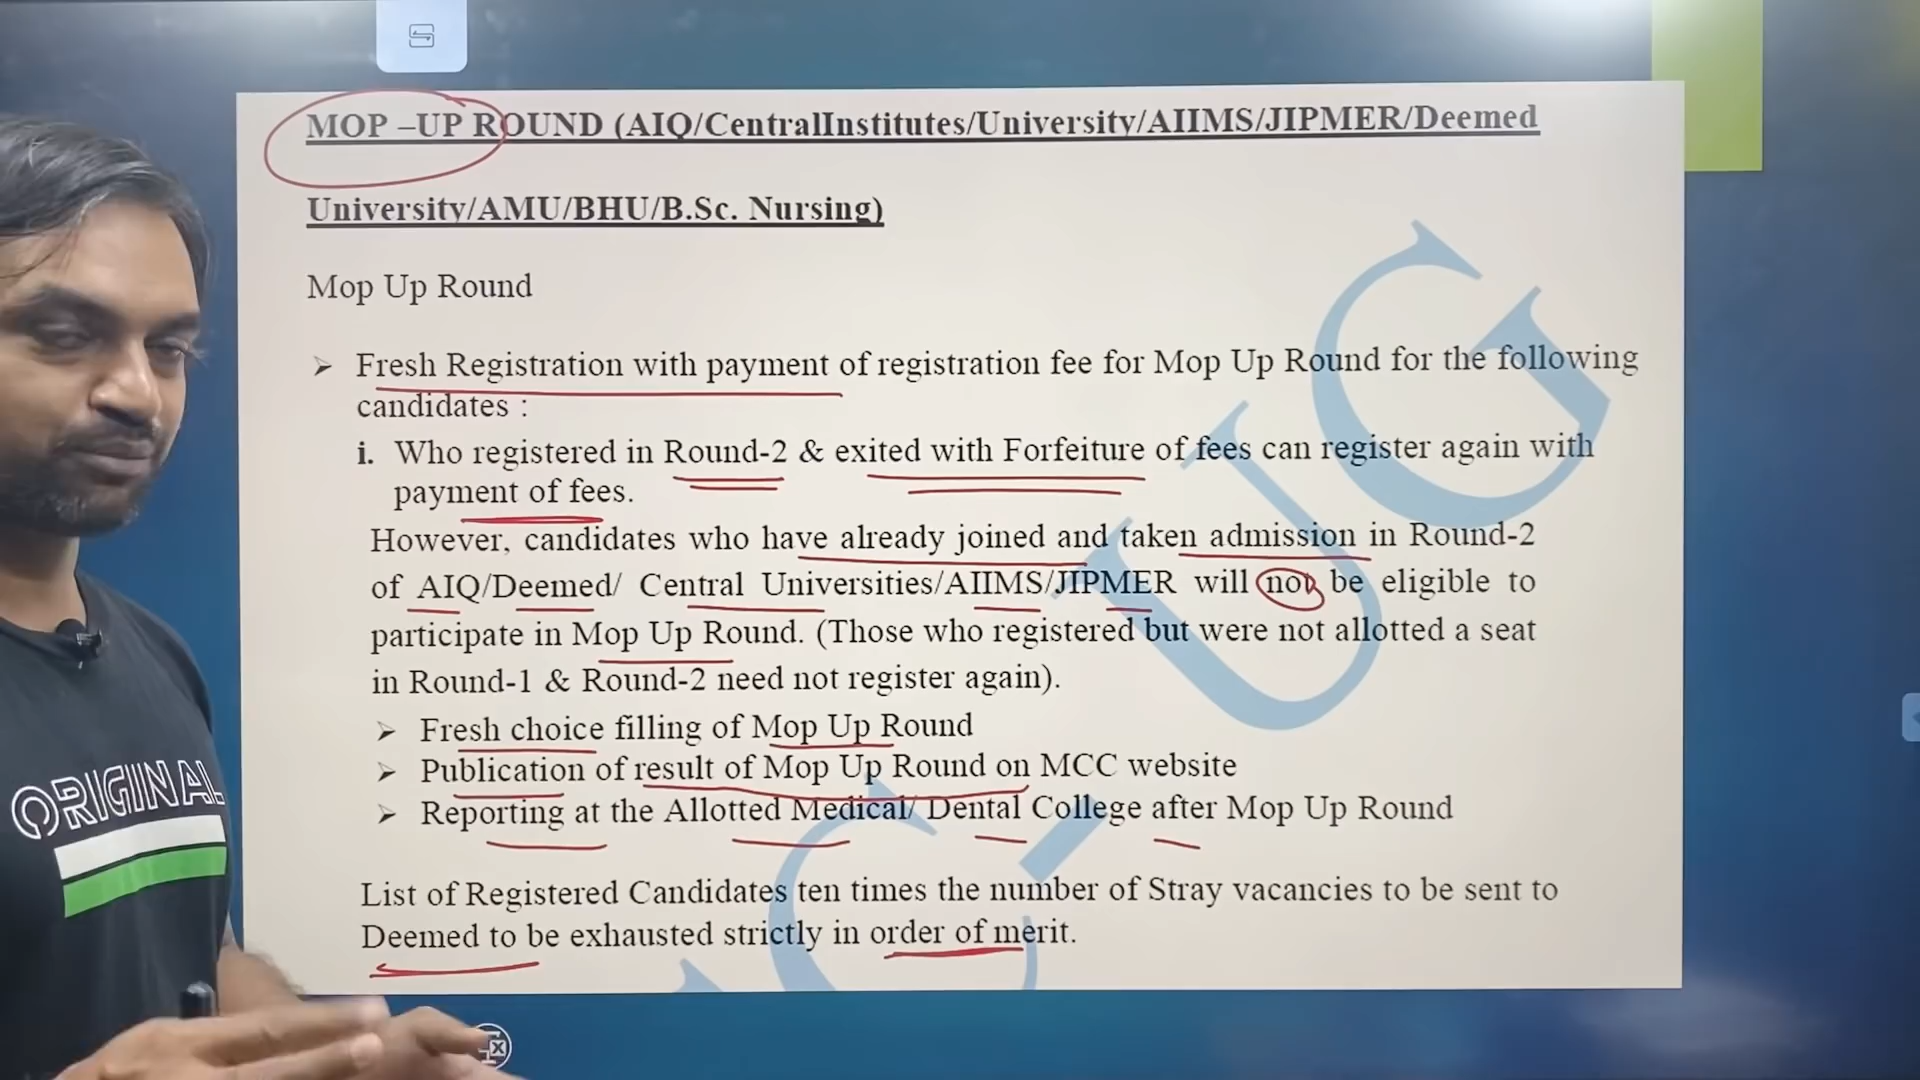 MOP –UP ROUND (AIQ/CentralInstitutes/University/AIIMS/JIPMER/Deemed
University/AMU/BHU/B.Sc. Nursing)
Mop Up Round
➢ Fresh Registration with payment of registration fee for Mop Up Round for the following
candidates :
i. Who registered in Round-2 & exited with Forfeiture of fees can register again with
payment of fees.
However, candidates who have already joined and taken admission in Round-2
of AIQ/Deemed/ Central Universities/AIIMS/JIPMER will not be eligible to
participate in Mop Up Round. (Those who registered but were not allotted a seat
in Round-1 & Round-2 need not register again).
➢ Fresh choice filling of Mop Up Round
➢ Publication of result of Mop Up Round on MCC website
➢ Reporting at the Allotted Medical/ Dental College after Mop Up Round
List of Registered Candidates ten times the number of Stray vacancies to be sent to
Deemed to be exhausted strictly in order of merit.
C-UG
ORIGINAL